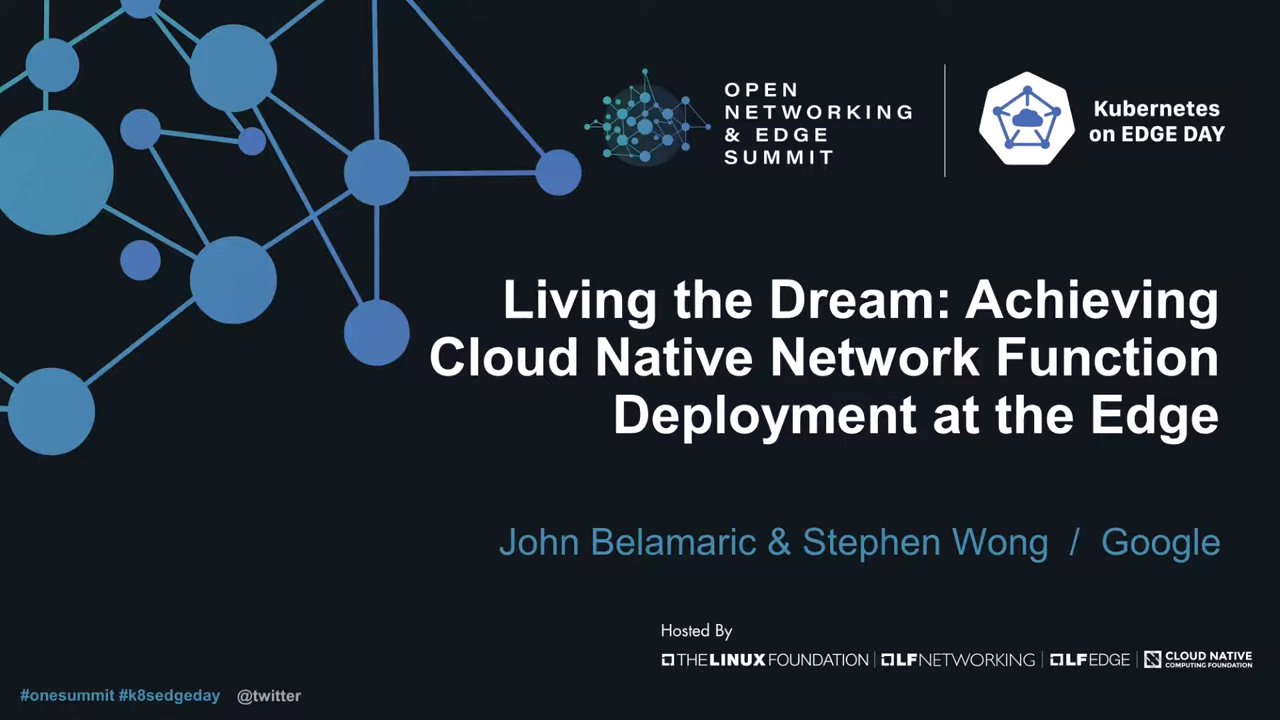 OPEN
NETWORKING
& EDGE
SUMMIT
Kubernetes
on EDGE DAY
Living the Dream: Achieving
Cloud Native Network Function
Deployment at the Edge
John Belamaric & Stephen Wong / Google
Hosted By
THE LINUX FOUNDATION
LF NETWORKING
LF EDGE
CLOUD NATIVE
COMPUTING FOUNDATION
#onesummit #k8sedgeday @twitter